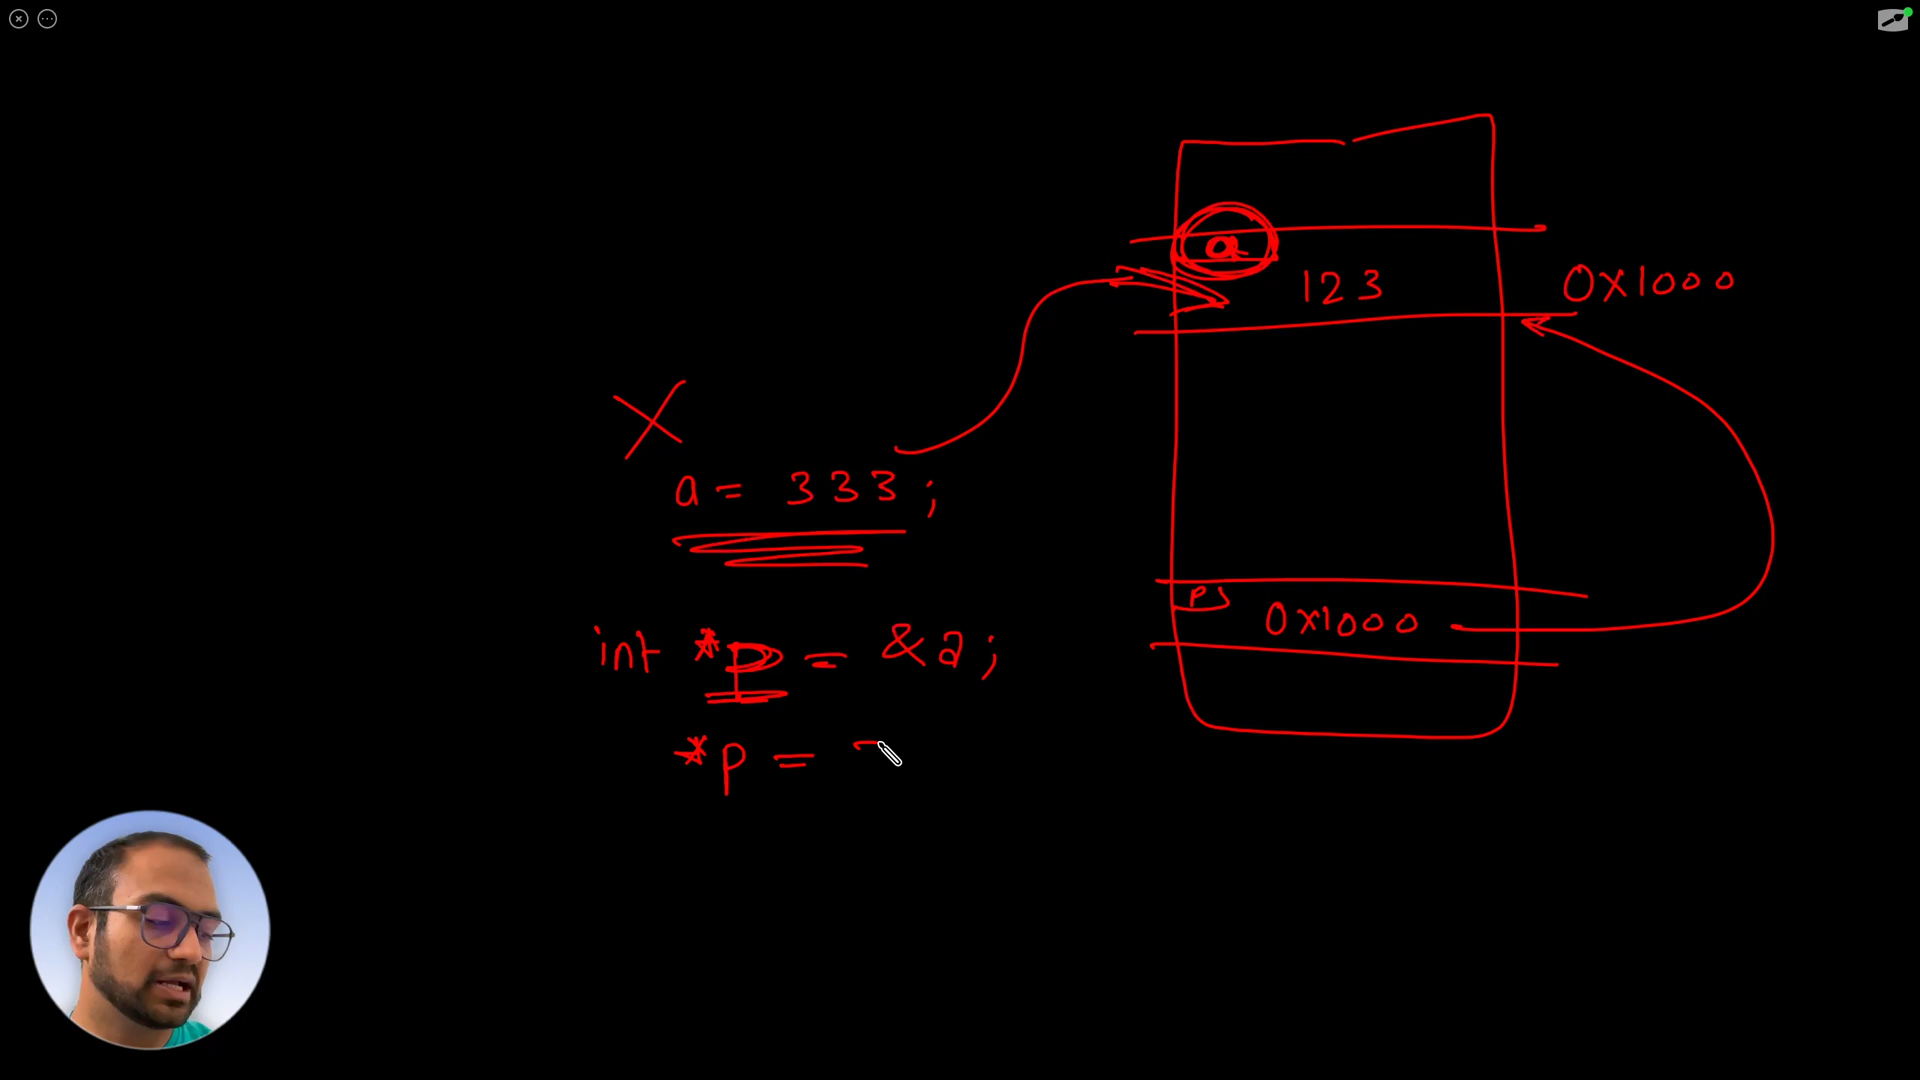 a
123 0X1000
X
a = 333;
P
0X1000
int *p = &a;
*p =